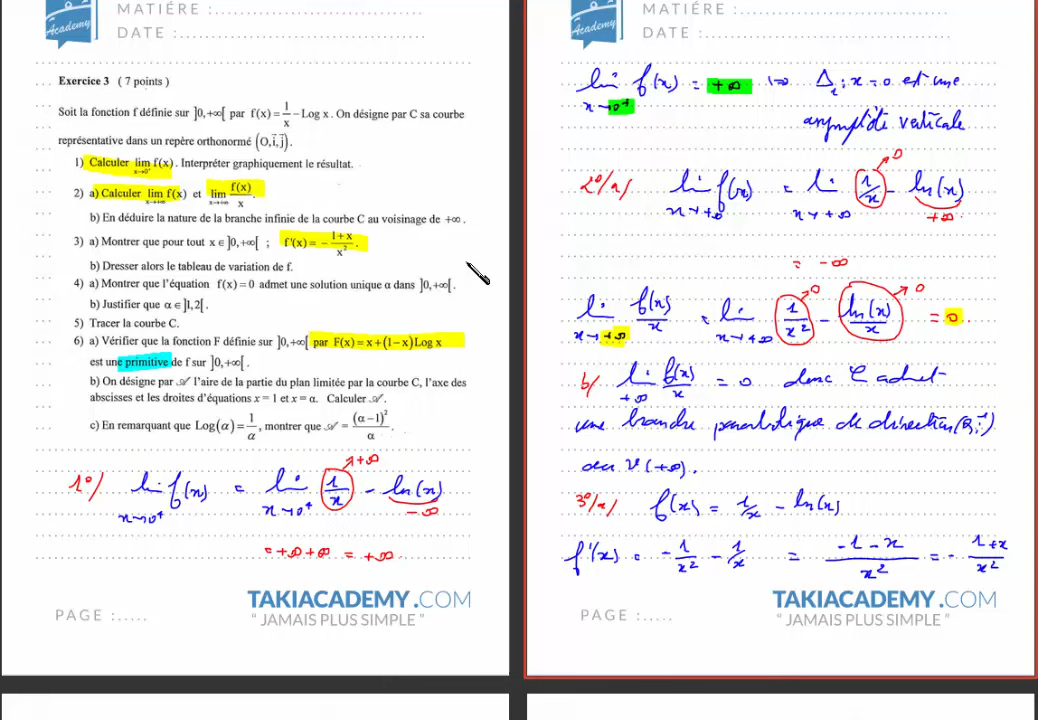 Academy
MATIÉRE :
DATE :
Exercice 3 ( 7 points )
Soit la fonction f définie sur ]0,+∞[ par f(x) = 1/x − Log x . On désigne par C sa courbe
représentative dans un repère orthonormé (O, i, j) .
1) Calculer lim f(x) . Interpréter graphiquement le résultat.
x→0⁺
2) a) Calculer lim f(x) et lim f(x)/x .
x→+∞ x→+∞
b) En déduire la nature de la branche infinie de la courbe C au voisinage de +∞ .
3) a) Montrer que pour tout x ∈ ]0,+∞[ ; f'(x) = − (1+x)/x² .
b) Dresser alors le tableau de variation de f.
4) a) Montrer que l'équation f(x) = 0 admet une solution unique α dans ]0,+∞[ .
b) Justifier que α ∈ ]1,2[ .
5) Tracer la courbe C.
6) a) Vérifier que la fonction F définie sur ]0,+∞[ par F(x) = x + (1−x)Log x
est une primitive de f sur ]0,+∞[ .
b) On désigne par 𝒜 l'aire de la partie du plan limitée par la courbe C, l'axe des
abscisses et les droites d'équations x = 1 et x = α. Calculer 𝒜 .
c) En remarquant que Log(α) = 1/α , montrer que 𝒜 = (α−1)²/α .
1°/ lim f(x) = lim 1/x − ln(x)
x→0⁺ x→0⁺
→+∞ −∞
= +∞ +∞ = +∞
PAGE :.....
TAKIACADEMY.COM
“ JAMAIS PLUS SIMPLE ”
Academy
MATIÉRE :
DATE :
lim f(x) = +∞ ⇒ Δ : x = 0 est une
x→0⁺
asymptôte verticale
2°/a) lim f(x) = lim 1/x − ln(x)
x→+∞ x→+∞
→0 +∞
= −∞
lim f(x)/x = lim 1/x² − ln(x)/x = 0.
x→+∞ x→+∞
→0 →0
b/ lim f(x)/x = 0 donc C admet
+∞
une branche parabolique de direction (O, i)
au V(+∞).
3°/a) f(x) = 1/x − ln(x)
f'(x) = −1/x² − 1/x = (−1−x)/x² = −(1+x)/x²
PAGE :.....
TAKIACADEMY.COM
“ JAMAIS PLUS SIMPLE ”